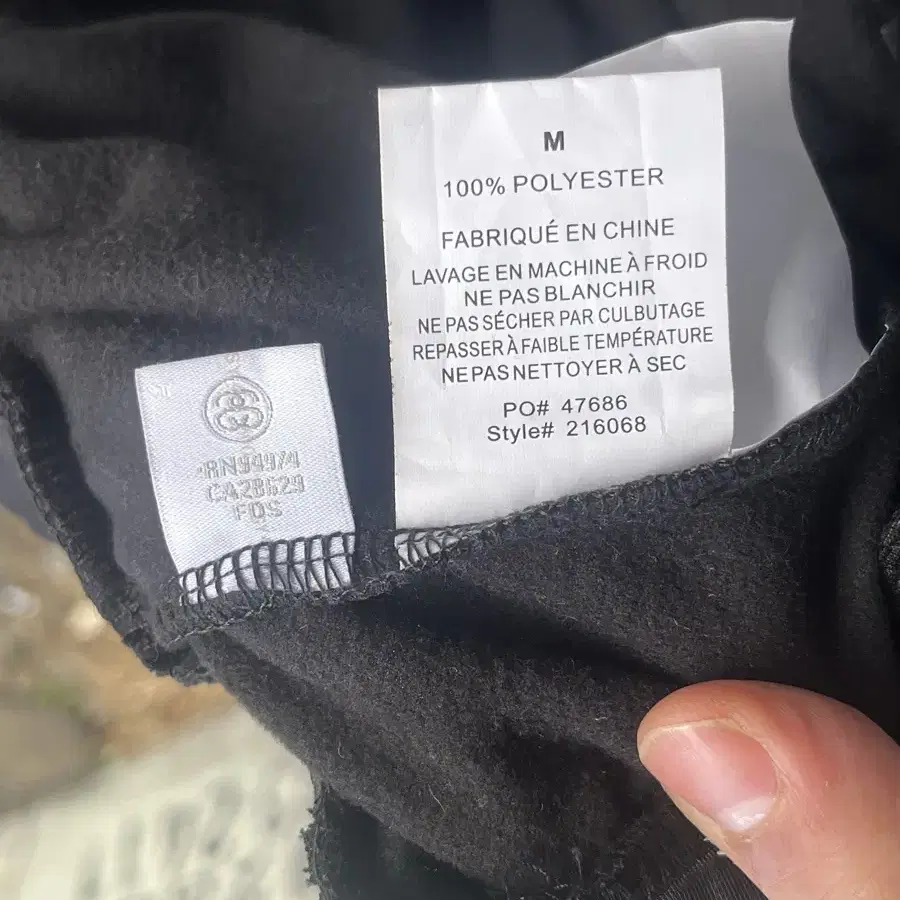 M
100% POLYESTER
FABRIQUÉ EN CHINE
LAVAGE EN MACHINE À FROID
NE PAS BLANCHIR
NE PAS SÉCHER PAR CULBUTAGE
REPASSER À FAIBLE TEMPÉRATURE
NE PAS NETTOYER À SEC
PO# 47686
Style# 216068
RN94974
CA28629
FDS